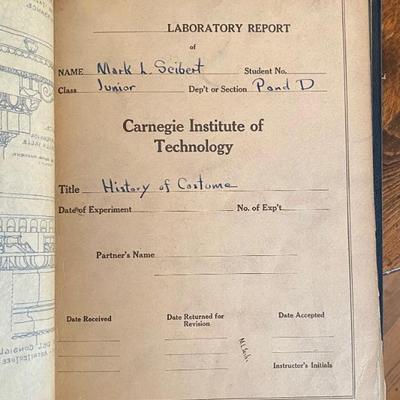 LABORATORY REPORT
of
NAME Mark L. Seibert Student No.
Class Junior Dep't or Section P and D
Carnegie Institute of
Technology
Title History of Costume
Date of Experiment No. of Exp't.
Partner's Name
Date Received Date Returned for Revision Date Accepted
Instructor's Initials